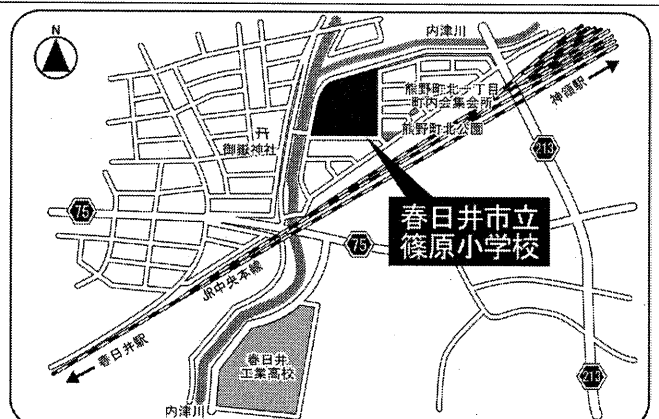 N
内津川
熊野町北一丁目
町内会集会所
神領駅
熊野町北公園
御嶽神社
213
75
春日井市立
篠原小学校
75
JR中央本線
春日井駅
春日井
工業高校
213
内津川